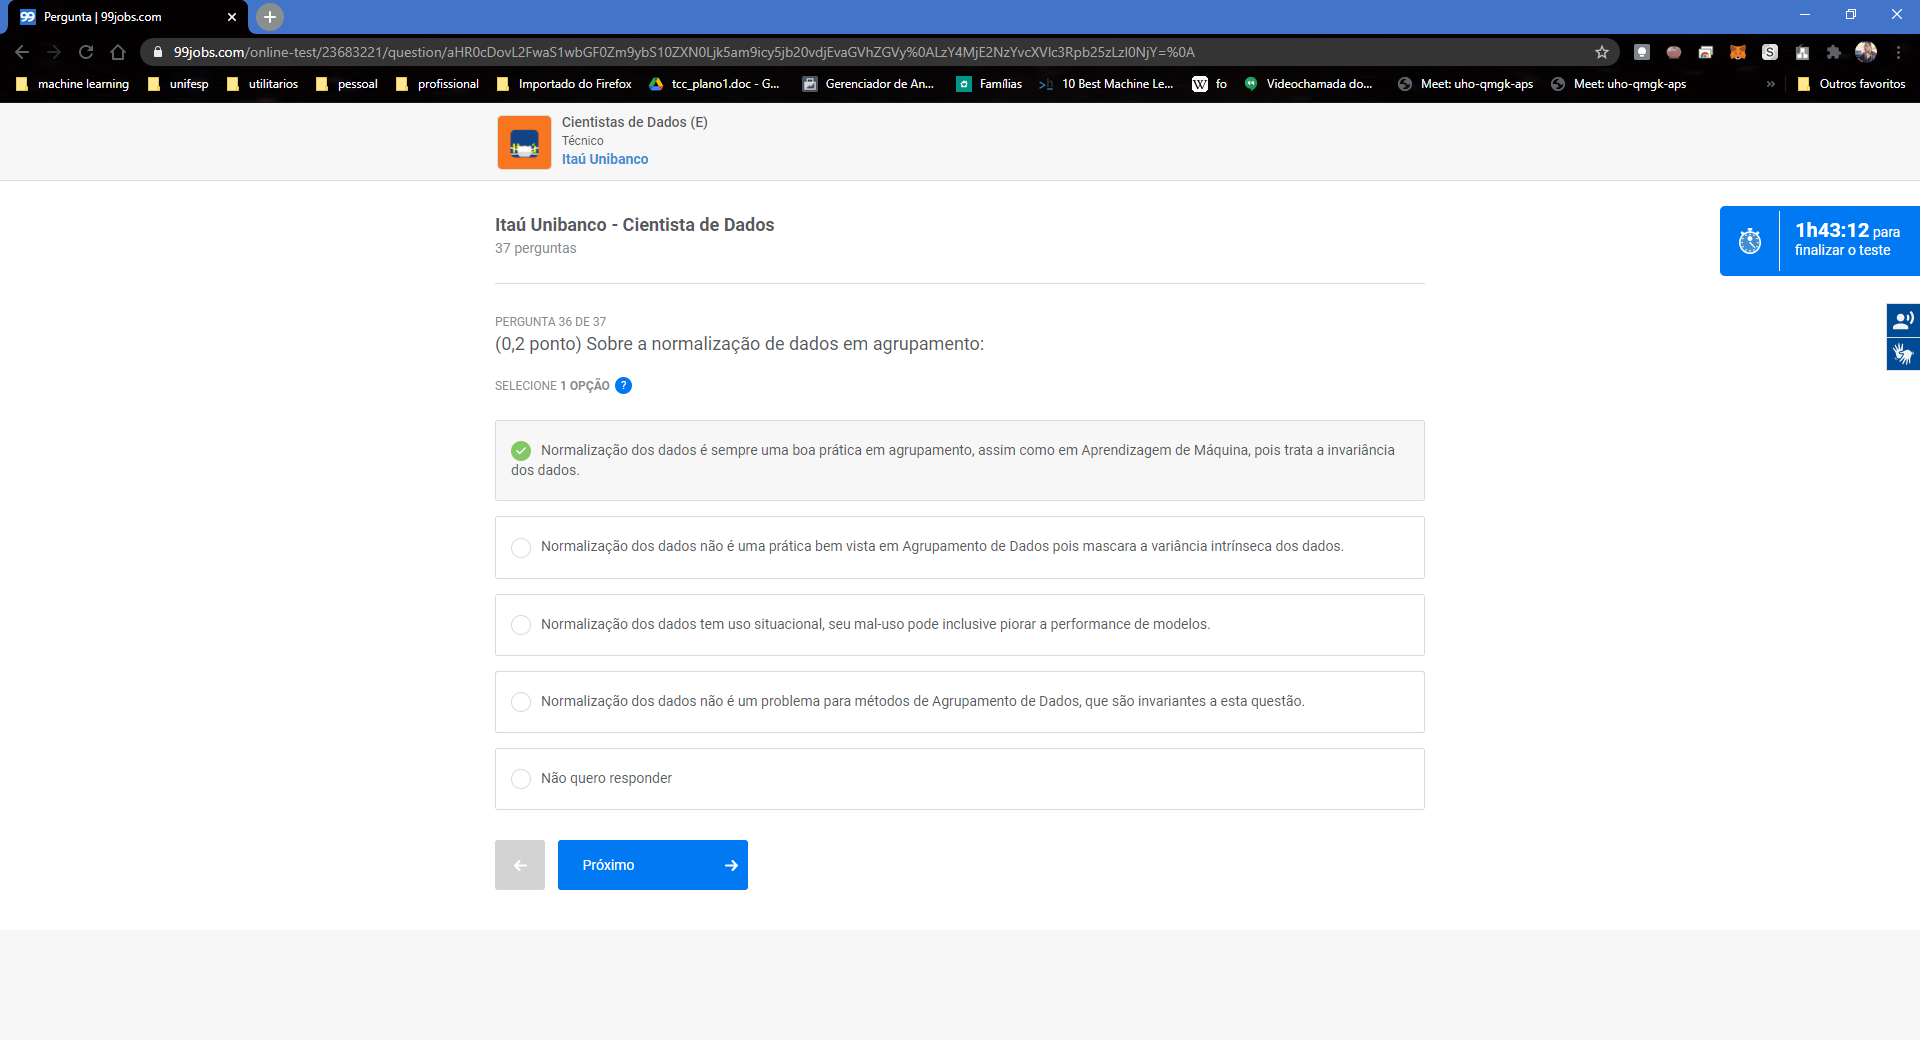 Pergunta | 99jobs.com
99jobs.com/online-test/23683221/question/aHR0cDovL2FwaS1wbGF0Zm9ybS10ZXN0Ljk5am9icy5jb20vdjEvaGVhZGVy%0ALzY4MjE2NzYvcXVlc3Rpb25zLzI0NjY=%0A
machine learning
unifesp
utilitarios
pessoal
profissional
Importado do Firefox
tcc_plano1.doc - G...
Gerenciador de An...
Famílias
10 Best Machine Le...
fo
Videochamada do...
Meet: uho-qmgk-aps
Meet: uho-qmgk-aps
»
Outros favoritos
Cientistas de Dados (E)
Técnico
Itaú Unibanco
Itaú Unibanco - Cientista de Dados
37 perguntas
1h43:12 para
finalizar o teste
PERGUNTA 36 DE 37
(0,2 ponto) Sobre a normalização de dados em agrupamento:
SELECIONE 1 OPÇÃO ?
Normalização dos dados é sempre uma boa prática em agrupamento, assim como em Aprendizagem de Máquina, pois trata a invariância
dos dados.
Normalização dos dados não é uma prática bem vista em Agrupamento de Dados pois mascara a variância intrínseca dos dados.
Normalização dos dados tem uso situacional, seu mal-uso pode inclusive piorar a performance de modelos.
Normalização dos dados não é um problema para métodos de Agrupamento de Dados, que são invariantes a esta questão.
Não quero responder
Próximo